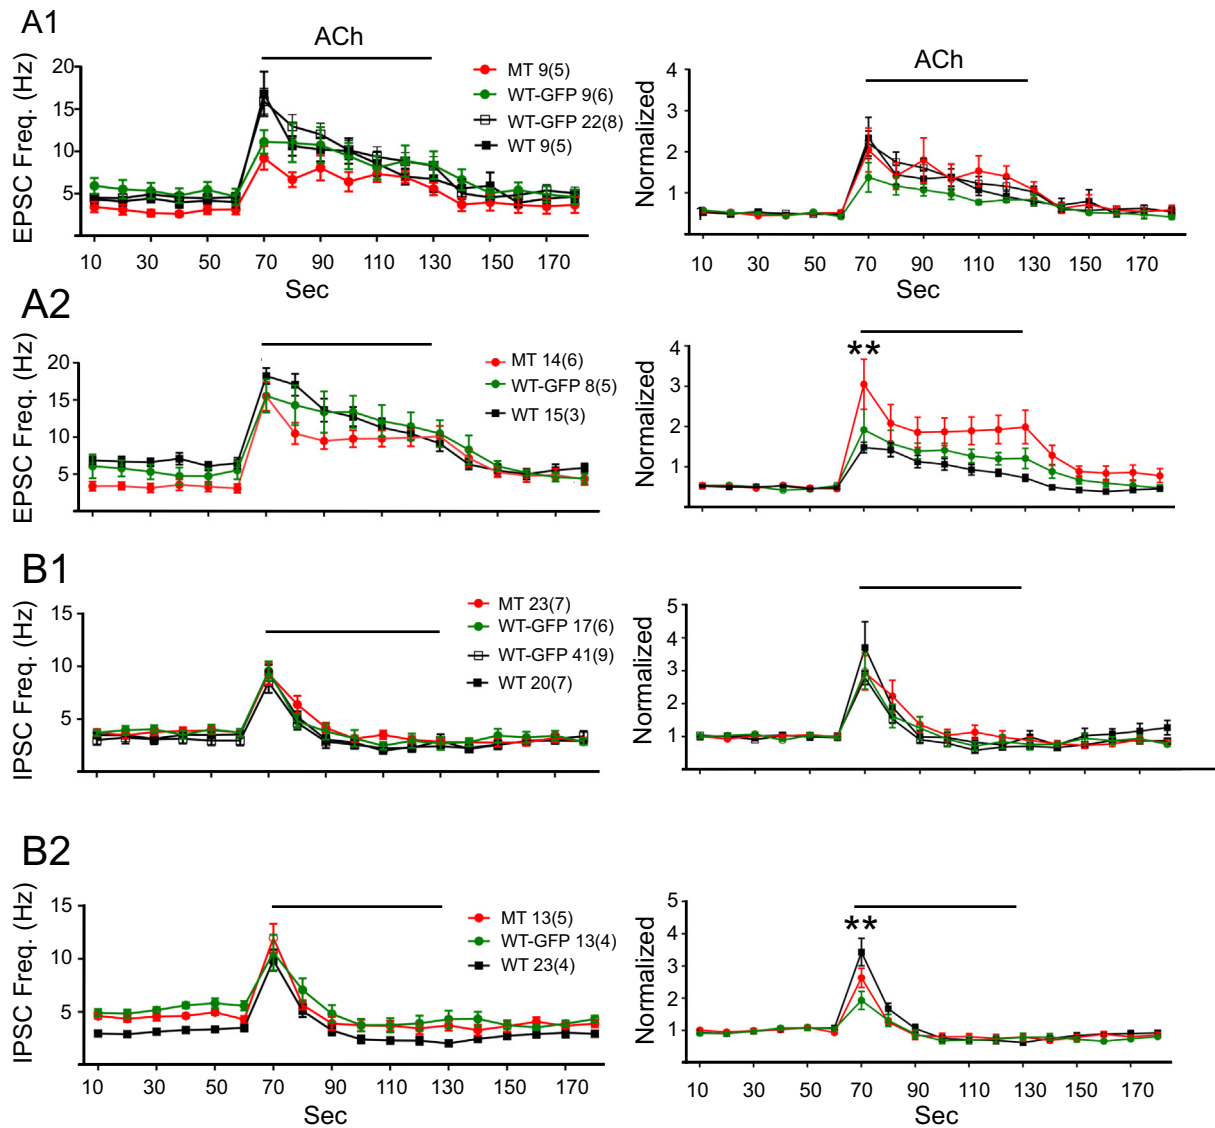 A1
ACh
EPSC Freq. (Hz)
20
15
10
5
MT 9(5)
WT-GFP 9(6)
WT-GFP 22(8)
WT 9(5)
10 30 50 70 90 110 130 150 170
Sec
ACh
Normalized
4
3
2
1
10 30 50 70 90 110 130 150 170
Sec
A2
EPSC Freq. (Hz)
20
15
10
5
MT 14(6)
WT-GFP 8(5)
WT 15(3)
Normalized
4
3
2
1
**
B1
IPSC Freq. (Hz)
15
10
5
MT 23(7)
WT-GFP 17(6)
WT-GFP 41(9)
WT 20(7)
Normalized
5
4
3
2
1
B2
IPSC Freq. (Hz)
15
10
5
MT 13(5)
WT-GFP 13(4)
WT 23(4)
10 30 50 70 90 110 130 150 170
Sec
Normalized
5
4
3
2
1
**
10 30 50 70 90 110 130 150 170
Sec